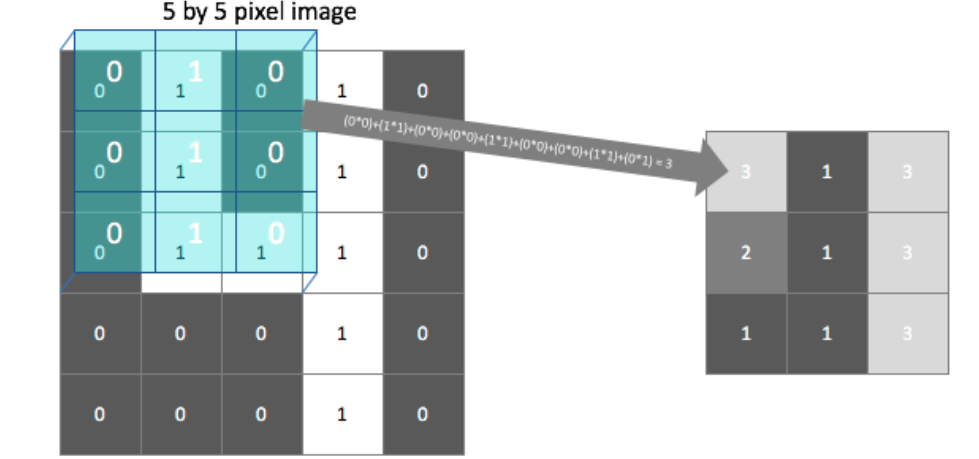 5 by 5 pixel image
0 1 0
0 1 0 1 0
(0*0)+(1*1)+(0*0)+(0*0)+(1*1)+(0*0)+(0*0)+(1*1)+(0*1) = 3
0 1 0
0 1 0 1 0
3 1 3
0 1 0
0 1 1 1 0
2 1 3
0 0 0 1 0
1 1 3
0 0 0 1 0